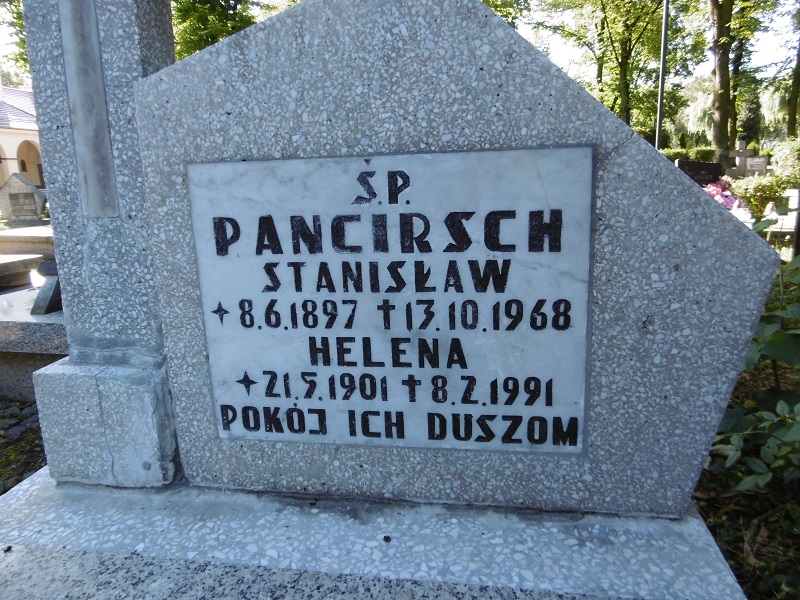 Ś.P.
PANCIRSCH
STANISŁAW
✦8.6.1897 ✝13.10.1968
HELENA
✦21.5.1901 ✝8.2.1991
POKÓJ ICH DUSZOM